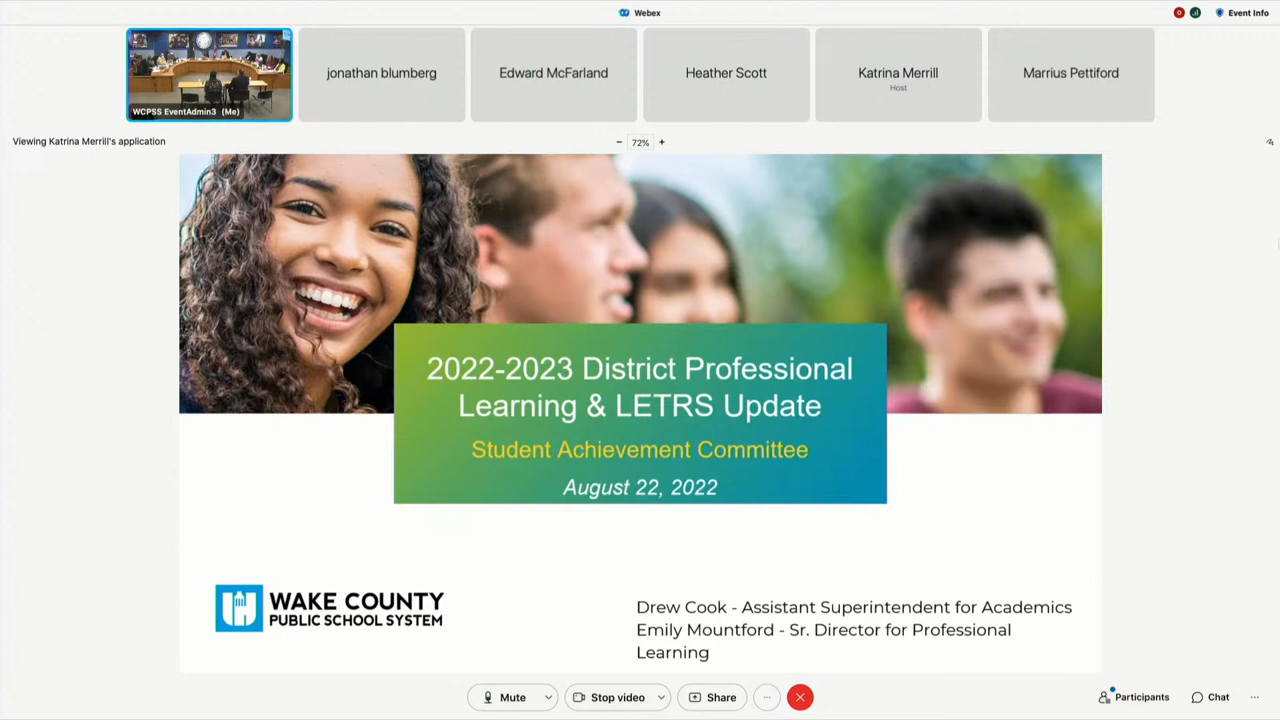 Webex
Event Info
WCPSS EventAdmin3 (Me)
jonathan blumberg
Edward McFarland
Heather Scott
Katrina Merrill
Host
Marrius Pettiford
Viewing Katrina Merrill's application
− 72% +
2022-2023 District Professional
Learning & LETRS Update
Student Achievement Committee
August 22, 2022
WAKE COUNTY
PUBLIC SCHOOL SYSTEM
Drew Cook - Assistant Superintendent for Academics
Emily Mountford - Sr. Director for Professional
Learning
Mute
Stop video
Share
Participants
Chat